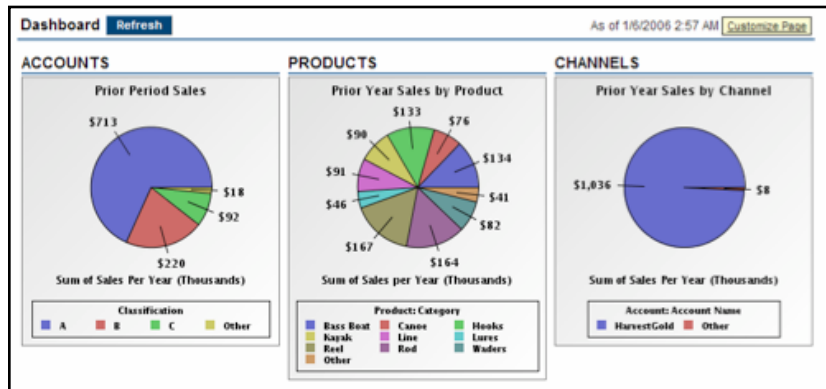 Dashboard Refresh As of 1/6/2006 2:57 AM Customize Page
ACCOUNTS
Prior Period Sales
$713
$18
$92
$220
Sum of Sales Per Year (Thousands)
Classification
A B C Other
PRODUCTS
Prior Year Sales by Product
$133
$90
$76
$91
$134
$46
$41
$82
$167
$164
Sum of Sales per Year (Thousands)
Product: Category
Bass Boat Canoe Hooks
Kayak Line Lures
Reel Rod Waders
Other
CHANNELS
Prior Year Sales by Channel
$1,036
$8
Sum of Sales Per Year (Thousands)
Account: Account Name
HarvestGold Other